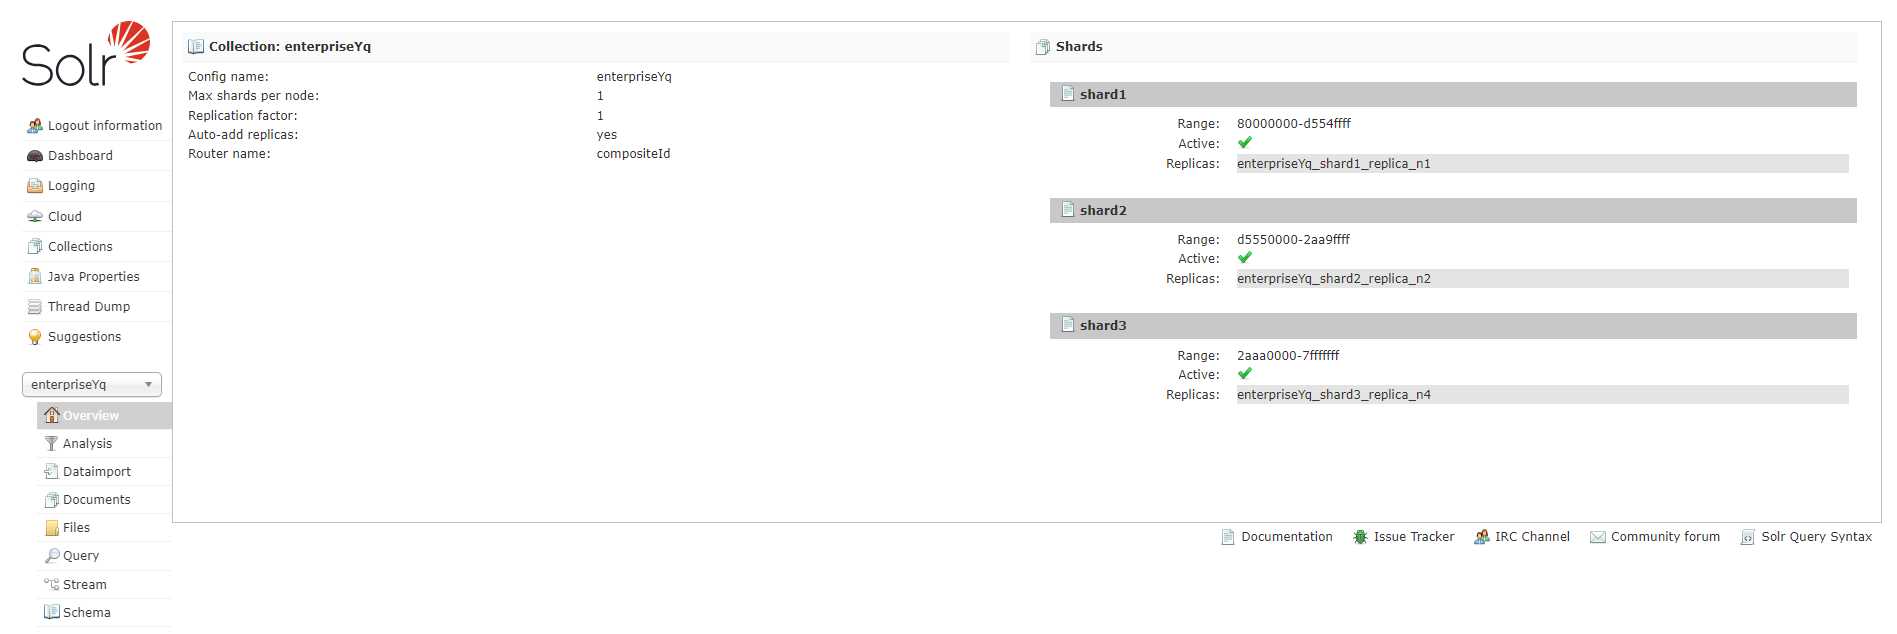 Solr
Logout information
Dashboard
Logging
Cloud
Collections
Java Properties
Thread Dump
Suggestions
enterpriseYq
Overview
Analysis
Dataimport
Documents
Files
Query
Stream
Schema
Collection: enterpriseYq
Config name: enterpriseYq
Max shards per node: 1
Replication factor: 1
Auto-add replicas: yes
Router name: compositeId
Shards
shard1
Range: 80000000-d554ffff
Active:
Replicas: enterpriseYq_shard1_replica_n1
shard2
Range: d5550000-2aa9ffff
Active:
Replicas: enterpriseYq_shard2_replica_n2
shard3
Range: 2aaa0000-7fffffff
Active:
Replicas: enterpriseYq_shard3_replica_n4
Documentation Issue Tracker IRC Channel Community forum Solr Query Syntax